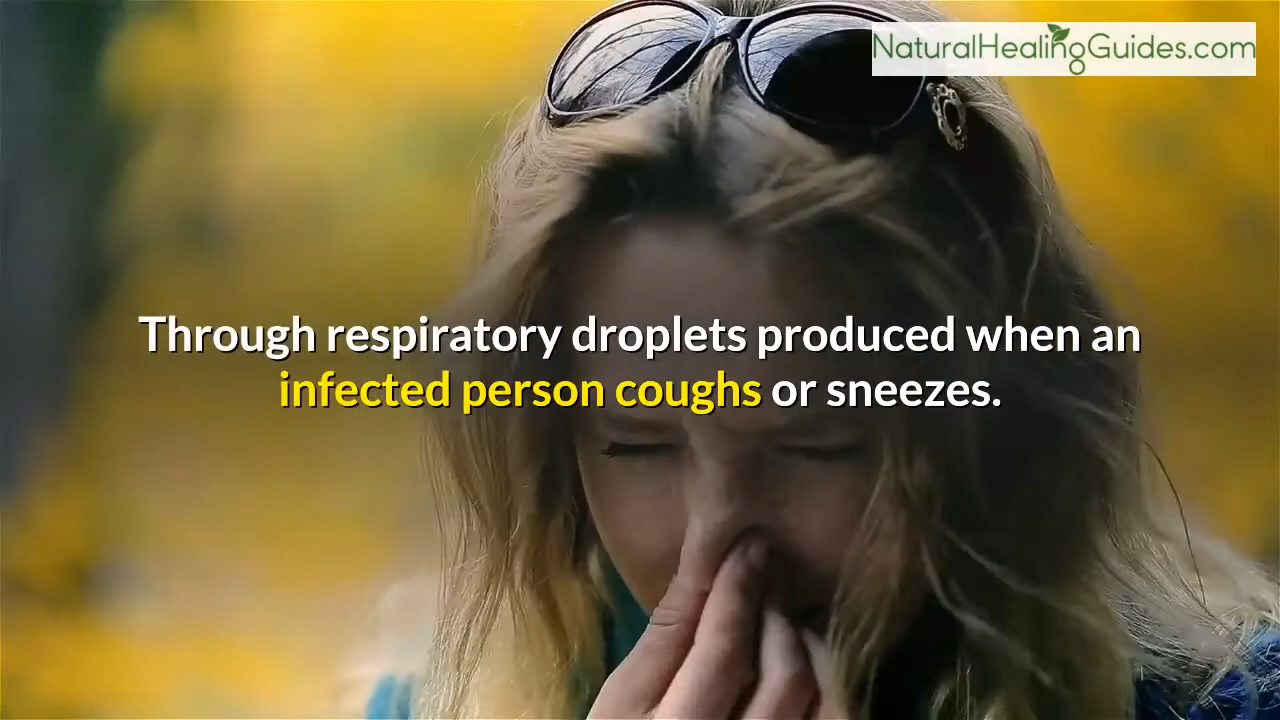 NaturalHealingGuides.com
Through respiratory droplets produced when an
infected person coughs or sneezes.